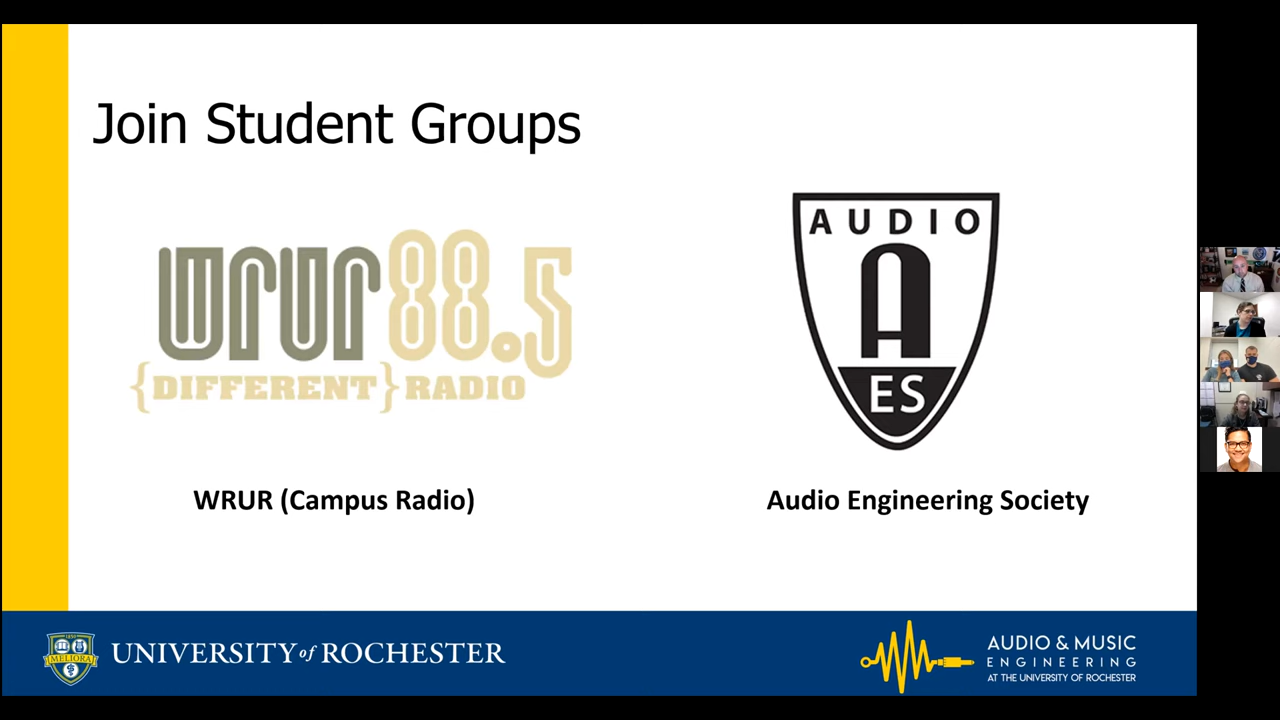 Join Student Groups
wrur 88.5
{DIFFERENT} RADIO
AUDIO
A
ES
WRUR (Campus Radio)
Audio Engineering Society
MELIORA
UNIVERSITY of ROCHESTER
AUDIO & MUSIC
ENGINEERING
AT THE UNIVERSITY OF ROCHESTER